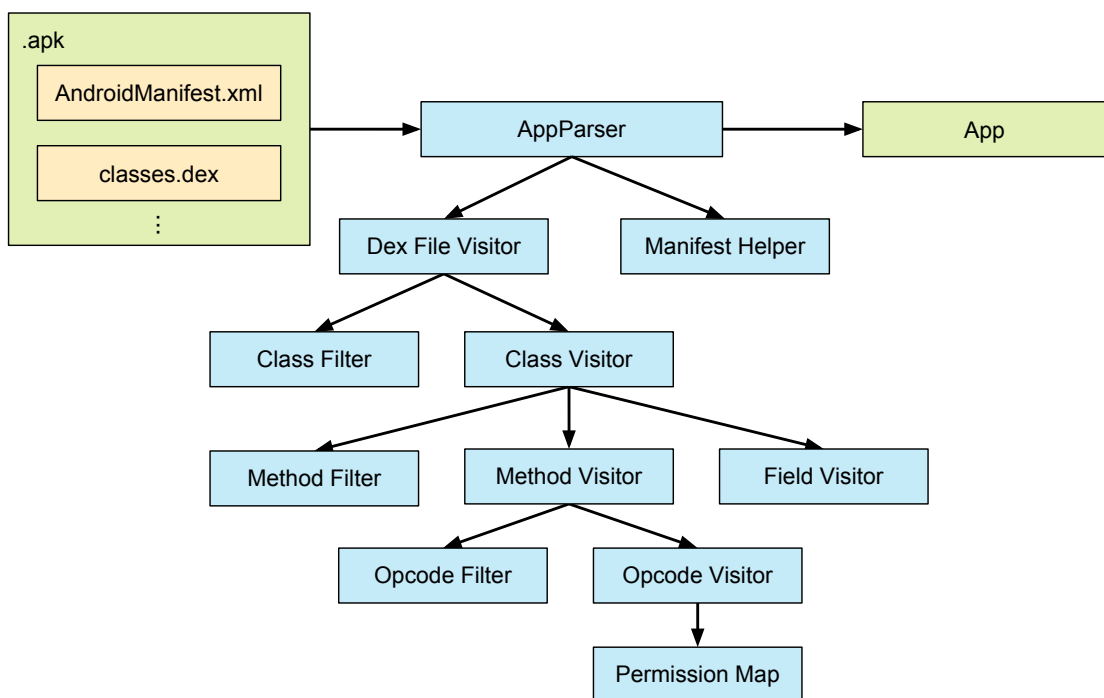 .apk
AndroidManifest.xml
classes.dex
⋮
AppParser
App
Dex File Visitor
Manifest Helper
Class Filter
Class Visitor
Method Filter
Method Visitor
Field Visitor
Opcode Filter
Opcode Visitor
Permission Map